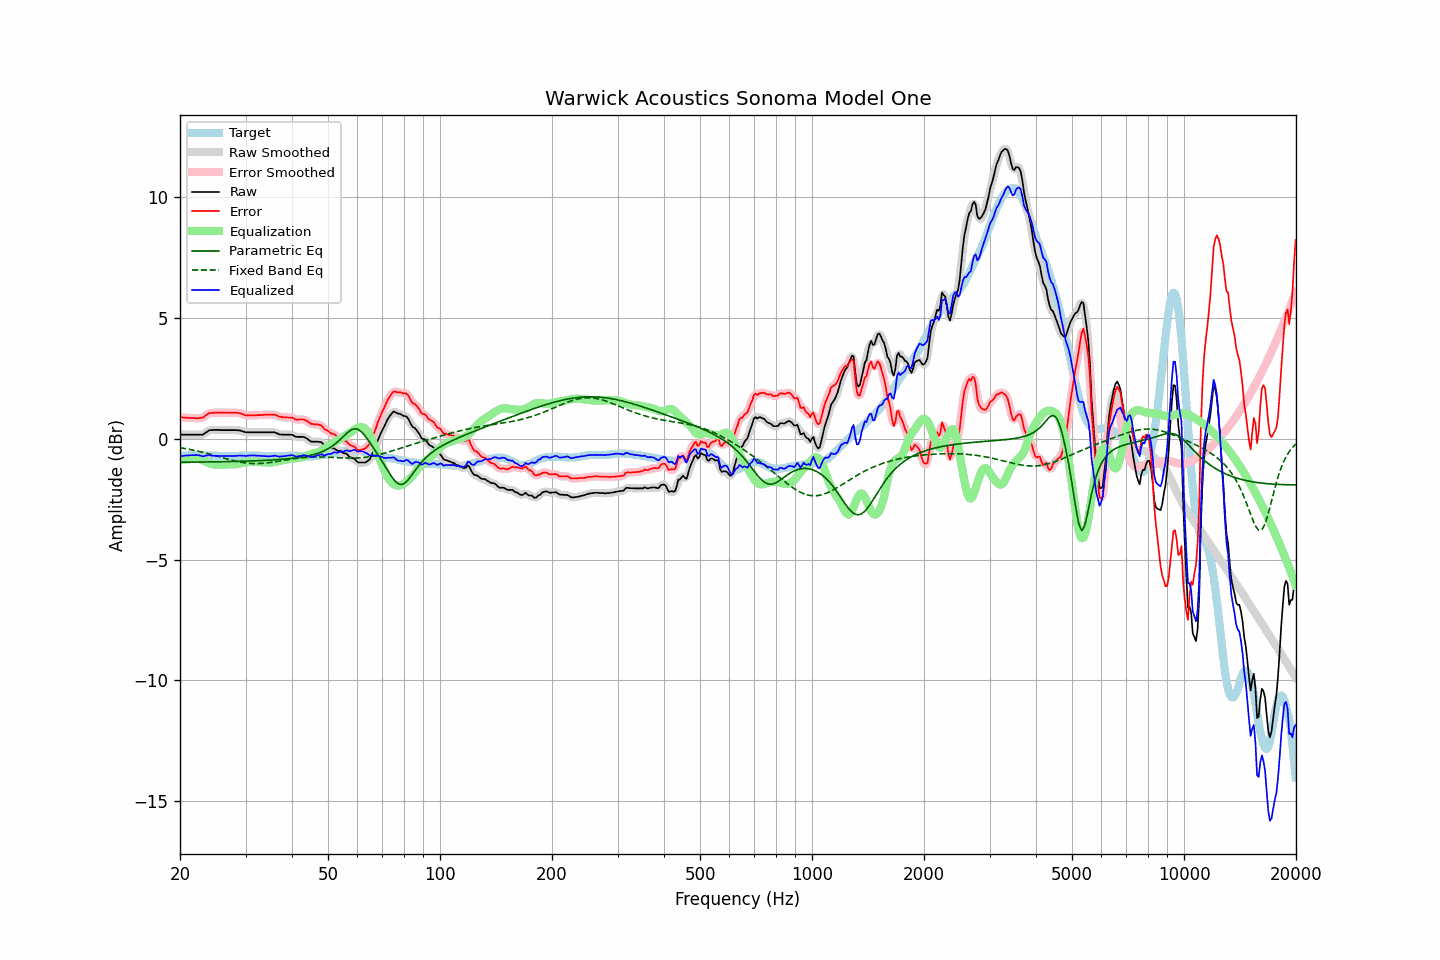 Warwick Acoustics Sonoma Model One
Target
Raw Smoothed
Error Smoothed
Raw
Error
Equalization
Parametric Eq
Fixed Band Eq
Equalized
Amplitude (dBr)
10
5
0
−5
−10
−15
20 50 100 200 500 1000 2000 5000 10000 20000
Frequency (Hz)